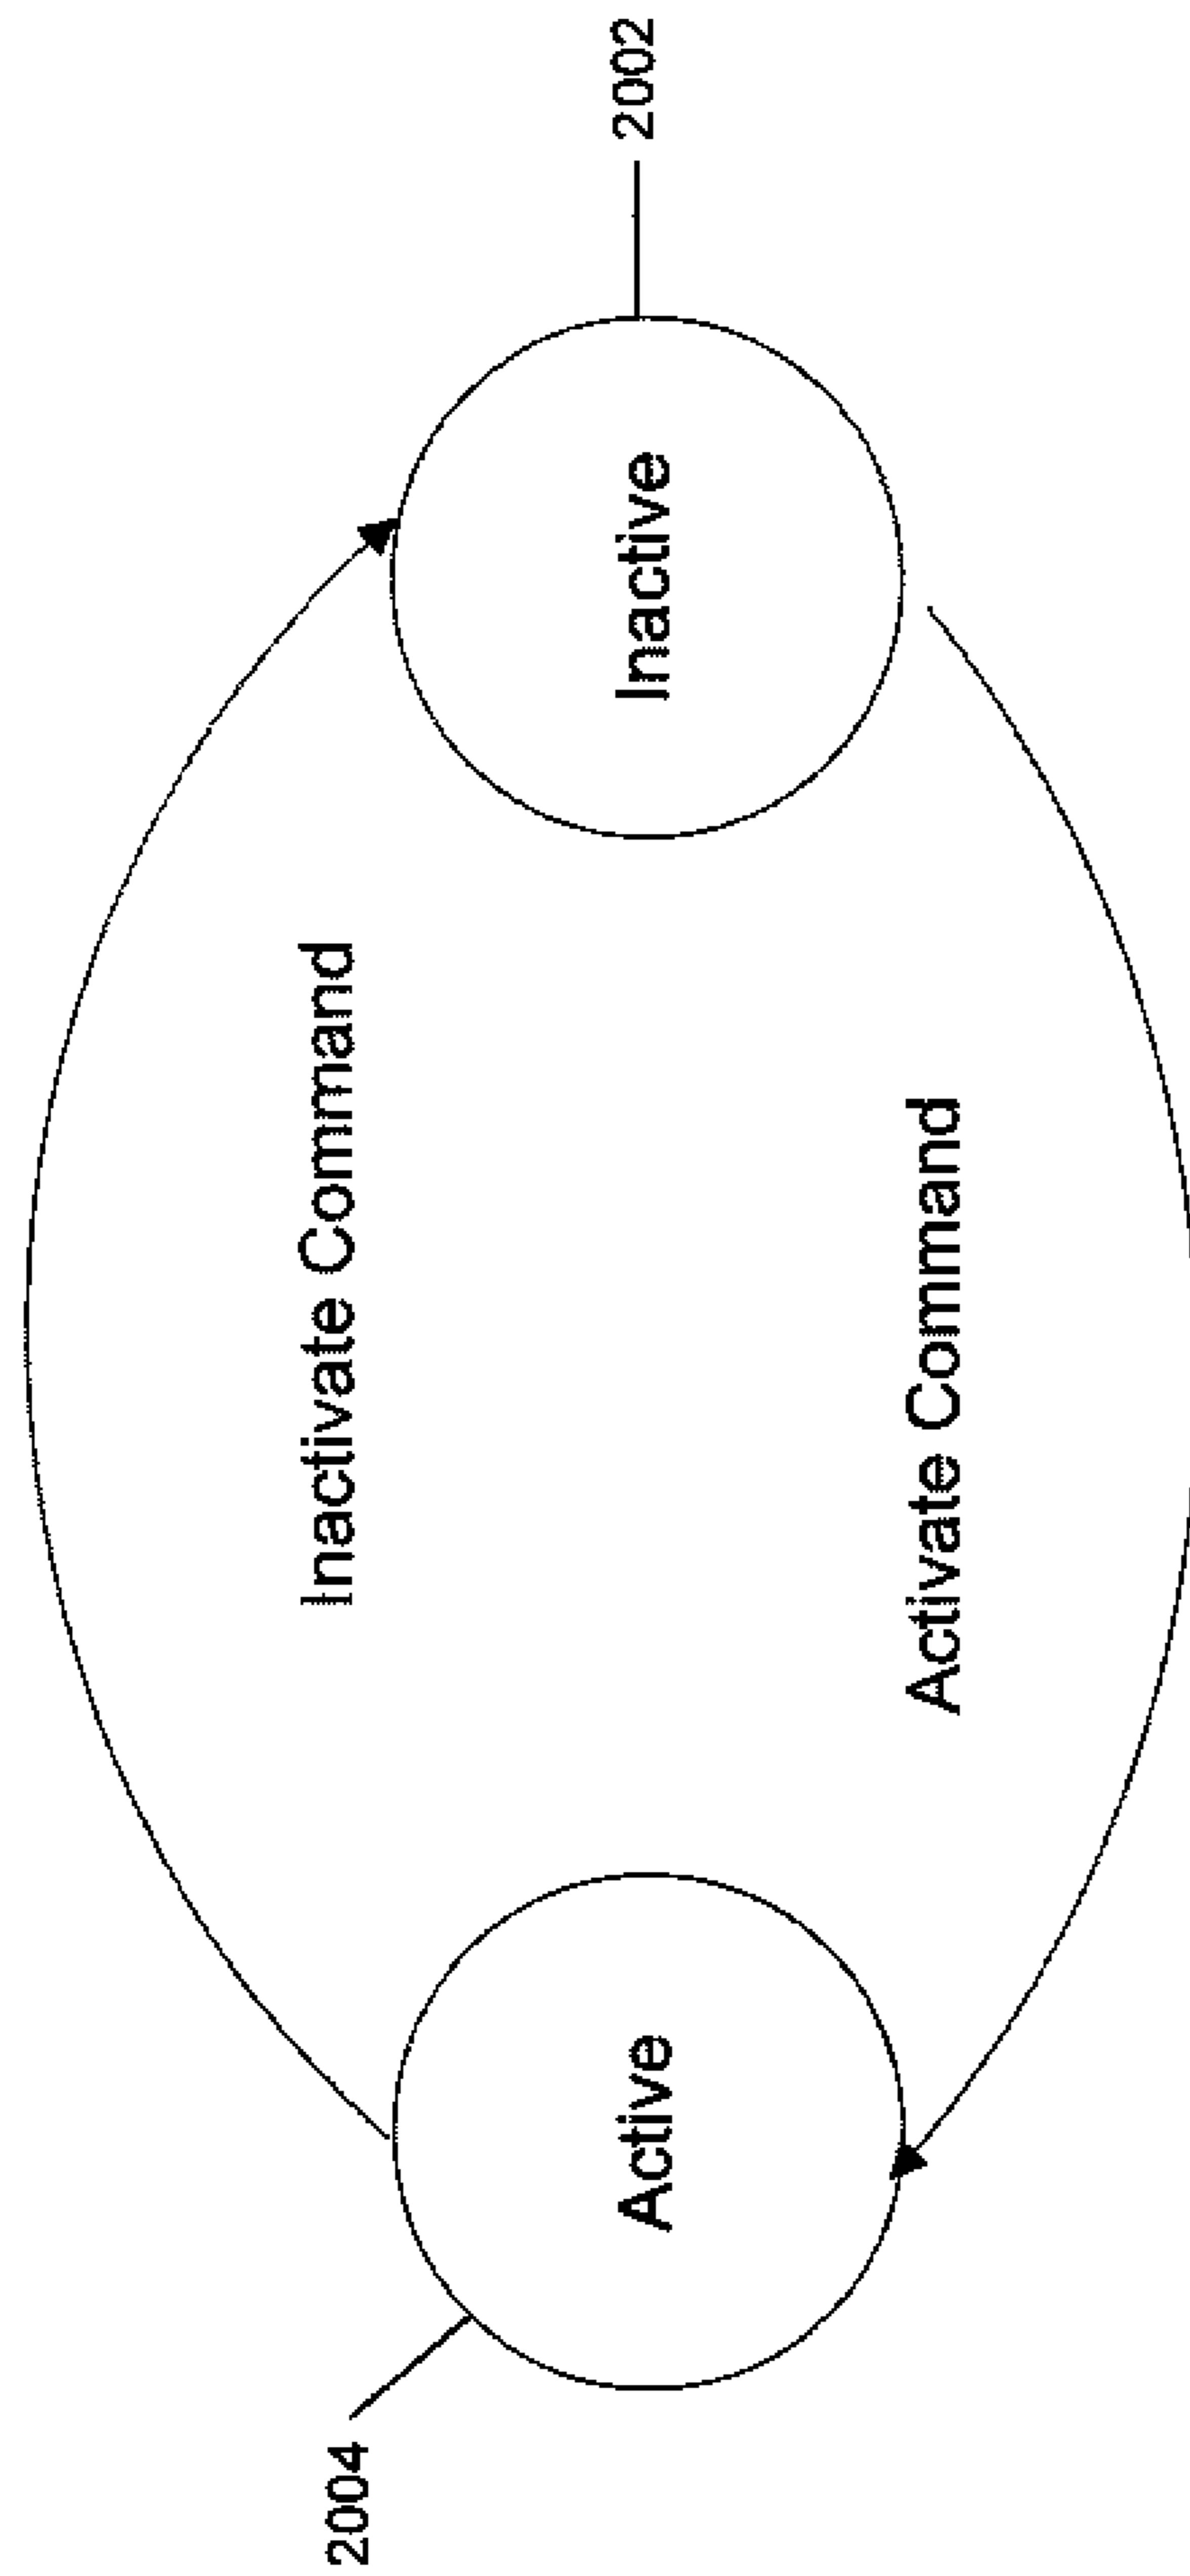 Inactivate Command
2004
Active
Inactive
2002
Activate Command